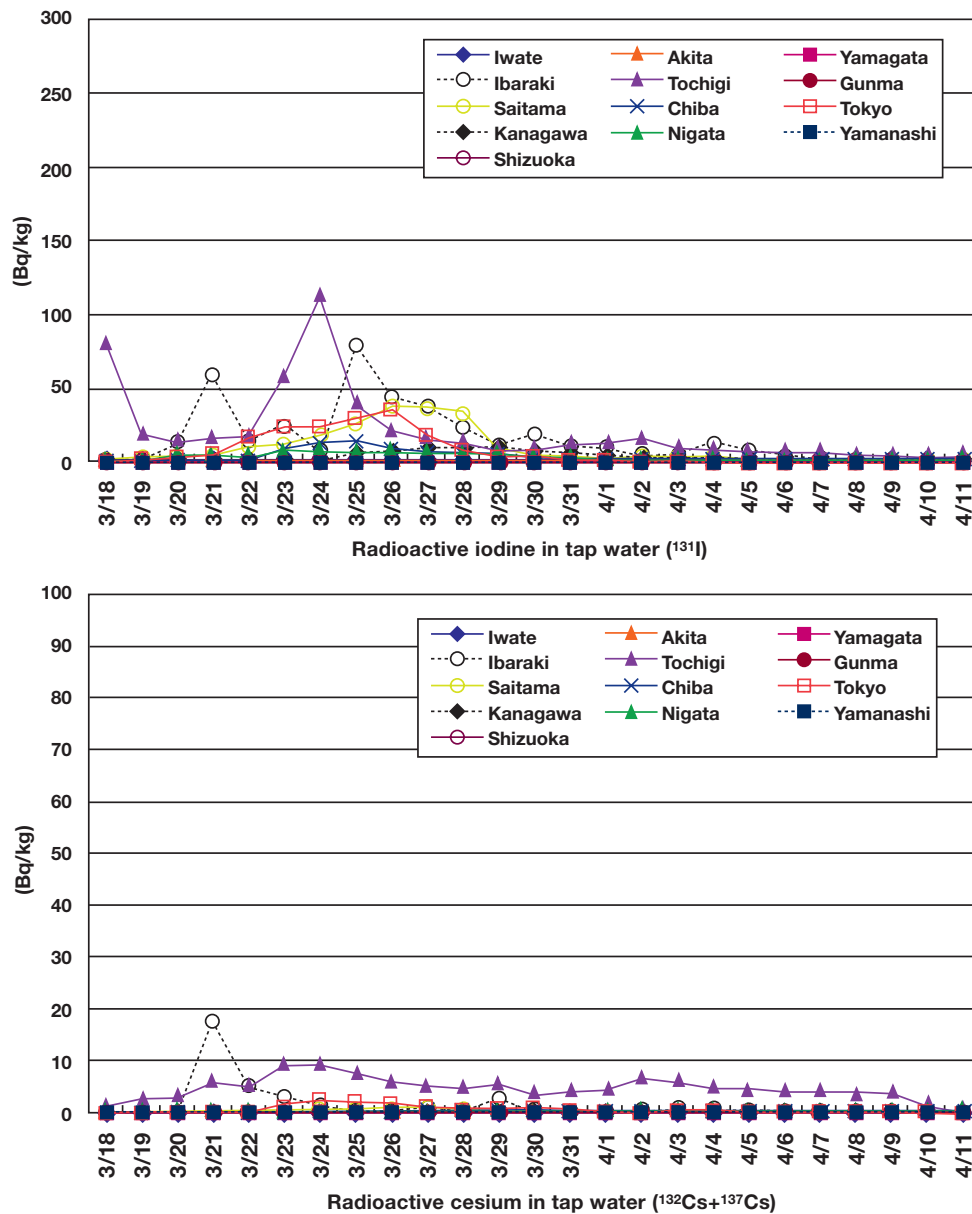 300
250
200
150
100
50
0
(Bq/kg)
Iwate Akita Yamagata
Ibaraki Tochigi Gunma
Saitama Chiba Tokyo
Kanagawa Nigata Yamanashi
Shizuoka
3/18 3/19 3/20 3/21 3/22 3/23 3/24 3/25 3/26 3/27 3/28 3/29 3/30 3/31 4/1 4/2 4/3 4/4 4/5 4/6 4/7 4/8 4/9 4/10 4/11
Radioactive iodine in tap water (¹³¹I)
100
90
80
70
60
50
40
30
20
10
0
(Bq/kg)
Iwate Akita Yamagata
Ibaraki Tochigi Gunma
Saitama Chiba Tokyo
Kanagawa Nigata Yamanashi
Shizuoka
3/18 3/19 3/20 3/21 3/22 3/23 3/24 3/25 3/26 3/27 3/28 3/29 3/30 3/31 4/1 4/2 4/3 4/4 4/5 4/6 4/7 4/8 4/9 4/10 4/11
Radioactive cesium in tap water (¹³²Cs+¹³⁷Cs)